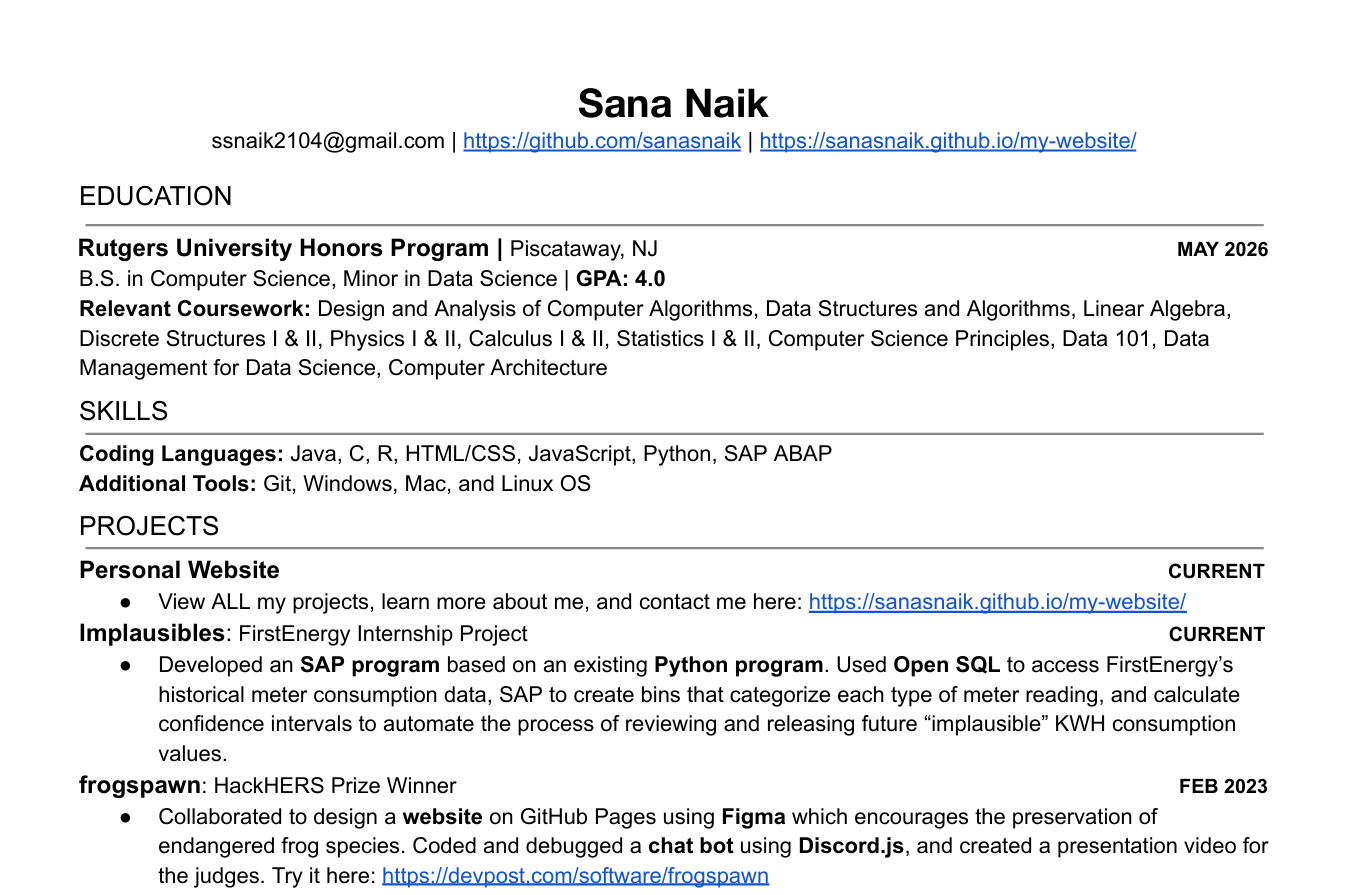 Sana Naik
ssnaik2104@gmail.com | https://github.com/sanasnaik | https://sanasnaik.github.io/my-website/
EDUCATION
Rutgers University Honors Program | Piscataway, NJ MAY 2026
B.S. in Computer Science, Minor in Data Science | GPA: 4.0
Relevant Coursework: Design and Analysis of Computer Algorithms, Data Structures and Algorithms, Linear Algebra,
Discrete Structures I & II, Physics I & II, Calculus I & II, Statistics I & II, Computer Science Principles, Data 101, Data
Management for Data Science, Computer Architecture
SKILLS
Coding Languages: Java, C, R, HTML/CSS, JavaScript, Python, SAP ABAP
Additional Tools: Git, Windows, Mac, and Linux OS
PROJECTS
Personal Website CURRENT
● View ALL my projects, learn more about me, and contact me here: https://sanasnaik.github.io/my-website/
Implausibles: FirstEnergy Internship Project CURRENT
● Developed an SAP program based on an existing Python program. Used Open SQL to access FirstEnergy’s
historical meter consumption data, SAP to create bins that categorize each type of meter reading, and calculate
confidence intervals to automate the process of reviewing and releasing future “implausible” KWH consumption
values.
frogspawn: HackHERS Prize Winner FEB 2023
● Collaborated to design a website on GitHub Pages using Figma which encourages the preservation of
endangered frog species. Coded and debugged a chat bot using Discord.js, and created a presentation video for
the judges. Try it here: https://devpost.com/software/frogspawn